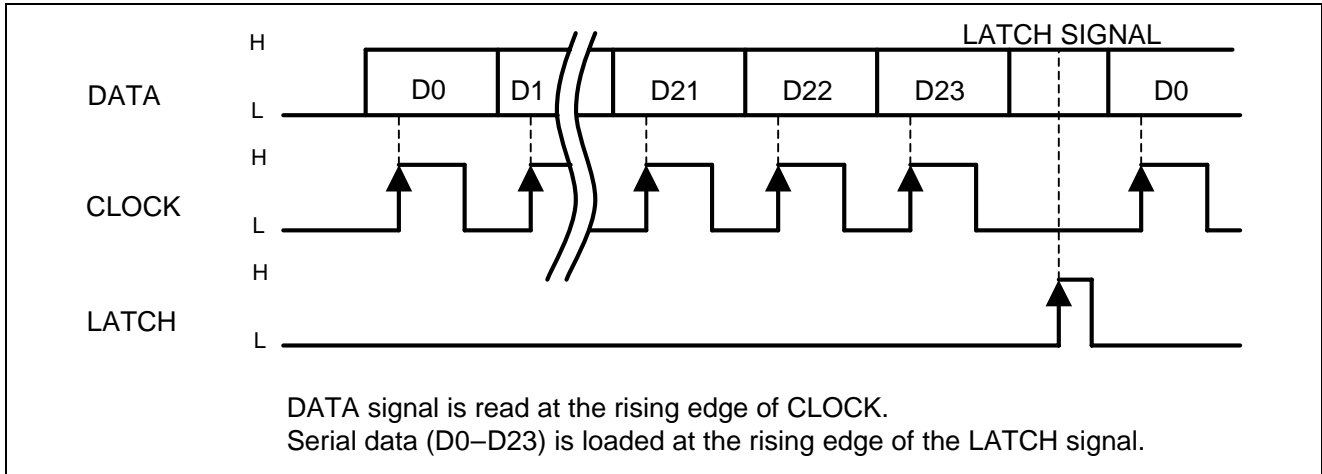 LATCH SIGNAL
H
DATA
D0 D1 D21 D22 D23 D0
L
H
CLOCK
L
H
LATCH
L
DATA signal is read at the rising edge of CLOCK.
Serial data (D0–D23) is loaded at the rising edge of the LATCH signal.